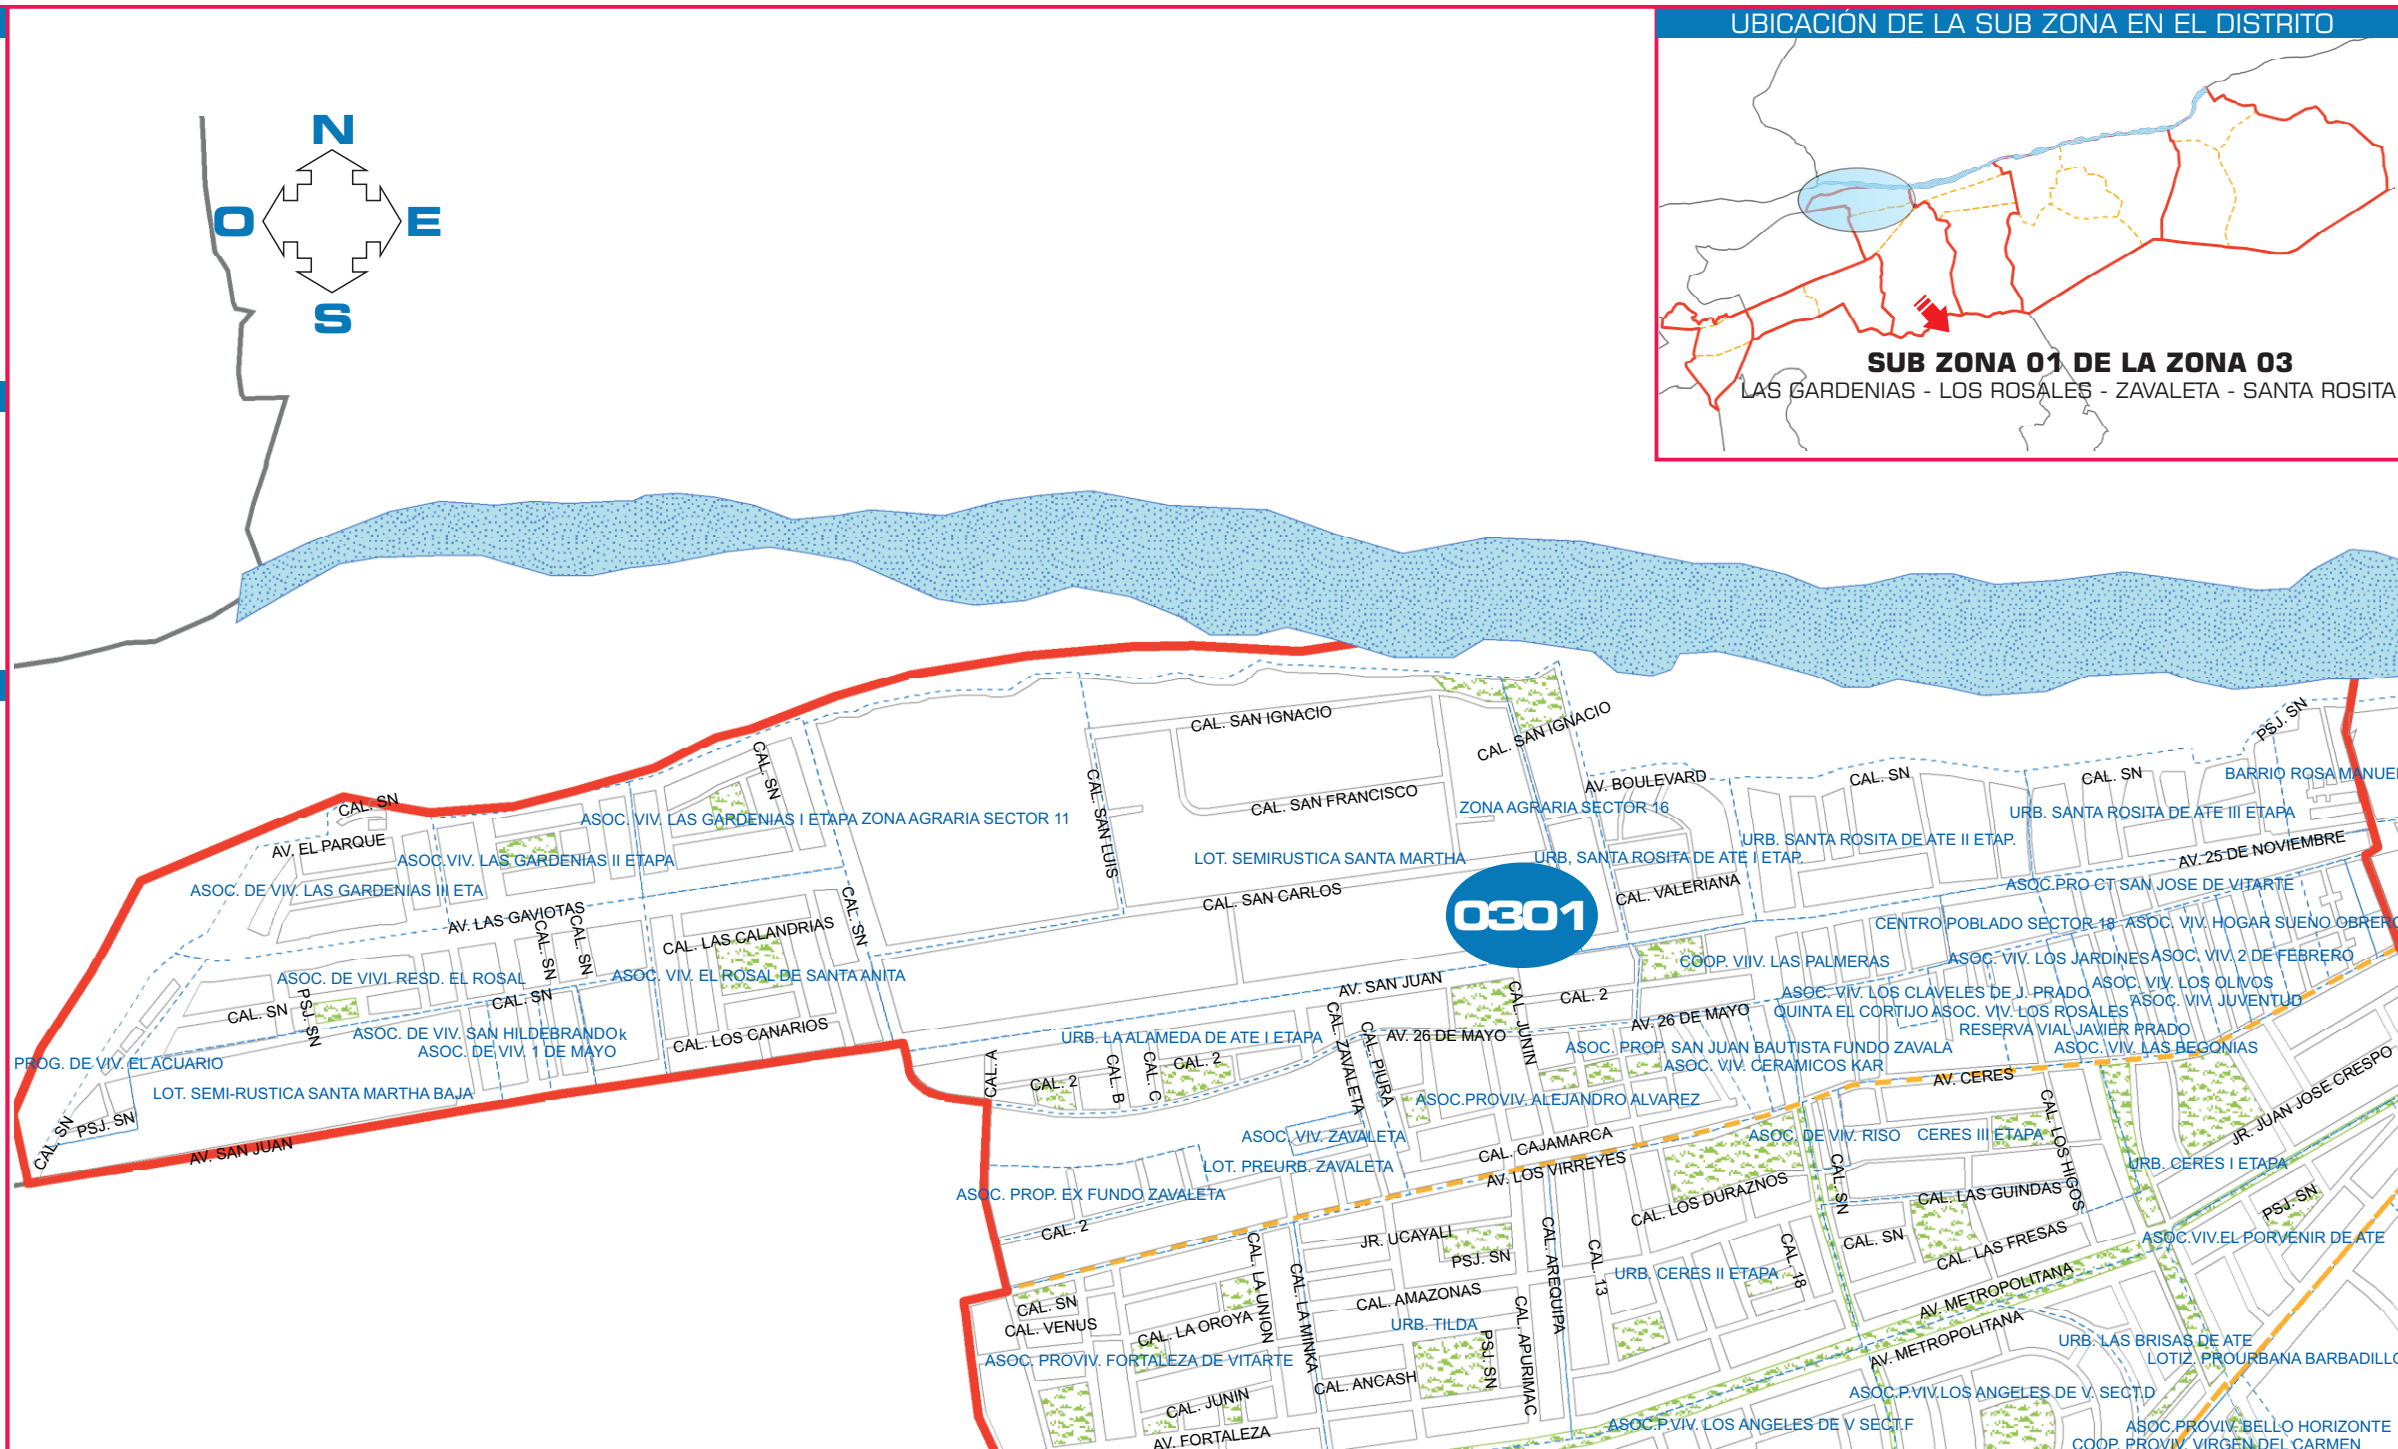 UBICACIÓN DE LA SUB ZONA EN EL DISTRITO
N
O
E
S
SUB ZONA 01 DE LA ZONA 03
LAS GARDENIAS - LOS ROSALES - ZAVALETA - SANTA ROSITA
CAL. SAN IGNACIO
CAL. SAN IGNACIO
PSJ. SN
CAL. SN
CAL. SAN LUIS
AV. BOULEVARD
CAL. SN
CAL. SN
BARRIO ROSA MANUEL
CAL. SN
CAL. SAN FRANCISCO
ZONA AGRARIA SECTOR 16
URB. SANTA ROSITA DE ATE III ETAPA
ASOC. VIV. LAS GARDENIAS I ETAPA
ZONA AGRARIA SECTOR 11
AV. EL PARQUE
URB. SANTA ROSITA DE ATE II ETAP.
AV. 25 DE NOVIEMBRE
ASOC.VIV. LAS GARDENIAS II ETAPA
LOT. SEMIRUSTICA SANTA MARTHA
URB, SANTA ROSITA DE ATE I ETAP.
ASOC. DE VIV. LAS GARDENIAS III ETA
CAL. SAN CARLOS
CAL. VALERIANA
ASOC.PRO CT SAN JOSE DE VITARTE
0301
AV. LAS GAVIOTAS
CAL. SN
CAL. SN
CAL. SN
CAL. LAS CALANDRIAS
CENTRO POBLADO SECTOR 18
ASOC. VIV. HOGAR SUENO OBRERO
ASOC. DE VIVI. RESD. EL ROSAL
ASOC. VIV. EL ROSAL DE SANTA ANITA
COOP. VIIV. LAS PALMERAS
ASOC. VIV. LOS JARDINES
ASOC. VIV. 2 DE FEBRERO
AV. SAN JUAN
CAL. 2
ASOC. VIV. LOS CLAVELES DE J. PRADO
ASOC. VIV. LOS OLIVOS
ASOC. VIV. JUVENTUD
CAL. SN
PSJ. SN
CAL. SN
QUINTA EL CORTIJO
ASOC. VIV. LOS ROSALES
AV. 26 DE MAYO
RESERVA VIAL JAVIER PRADO
ASOC. DE VIV. SAN HILDEBRANDOk
ASOC. DE VIV. 1 DE MAYO
CAL. LOS CANARIOS
URB. LA ALAMEDA DE ATE I ETAPA
CAL. ZAVALETA
CAL. PIURA
AV. 26 DE MAYO
CAL. JUNIN
ASOC. PROP. SAN JUAN BAUTISTA FUNDO ZAVALA
ASOC. VIV. LAS BEGONIAS
PROG. DE VIV. EL ACUARIO
ASOC. VIV. CERAMICOS KAR
AV. CERES
CAL. A
CAL. 2
CAL. B
CAL. C
CAL. 2
LOT. SEMI-RUSTICA SANTA MARTHA BAJA
ASOC.PROVIV. ALEJANDRO ALVAREZ
JR. JUAN JOSE CRESPO
CAL. SN
PSJ. SN
AV. SAN JUAN
ASOC. VIV. ZAVALETA
CAL. CAJAMARCA
ASOC. DE VIV. RISO
CERES III ETAPA
CAL. LOS HIGOS
LOT. PREURB. ZAVALETA
AV. LOS VIRREYES
URB. CERES I ETAPA
ASOC. PROP. EX FUNDO ZAVALETA
CAL. LOS DURAZNOS
CAL. SN
CAL. LAS GUINDAS
PSJ. SN
CAL. 2
JR. UCAYALI
CAL. SN
CAL. LAS FRESAS
ASOC.VIV.EL PORVENIR DE ATE
CAL. LA UNION
CAL. LA MINKA
PSJ. SN
CAL. AREQUIPA
CAL. 13
URB. CERES II ETAPA
CAL. 18
CAL. SN
CAL. AMAZONAS
AV. METROPOLITANA
CAL. VENUS
CAL. LA OROYA
URB. TILDA
PSJ. SN
CAL. APURIMAC
AV. METROPOLITANA
URB. LAS BRISAS DE ATE
LOTIZ. PROURBANA BARBADILLO
ASOC. PROVIV. FORTALEZA DE VITARTE
CAL. ANCASH
ASOC.P.VIV.LOS ANGELES DE V. SECT.D
CAL. JUNIN
ASOC.P.VIV. LOS ANGELES DE V SECT.F
ASOC.PROVIV. BELLO HORIZONTE
AV. FORTALEZA
COOP. PROVIV. VIRGEN DEL CARMEN